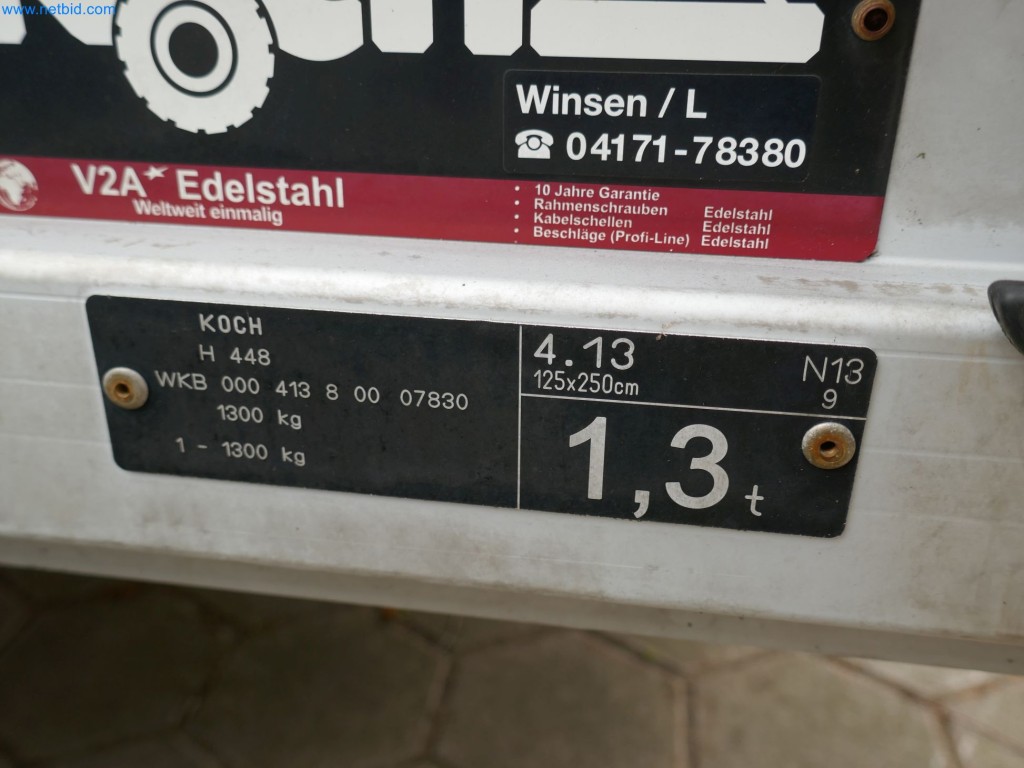 www.netbid.com
Winsen / L
☎ 04171-78380
V2A Edelstahl
Weltweit einmalig
• 10 Jahre Garantie
• Rahmenschrauben Edelstahl
• Kabelschellen Edelstahl
• Beschläge (Profi-Line) Edelstahl
KOCH
H 448
WKB 000 413 8 00 07830
1300 kg
1 - 1300 kg
4.13
125x250cm
N13
9
1,3 t